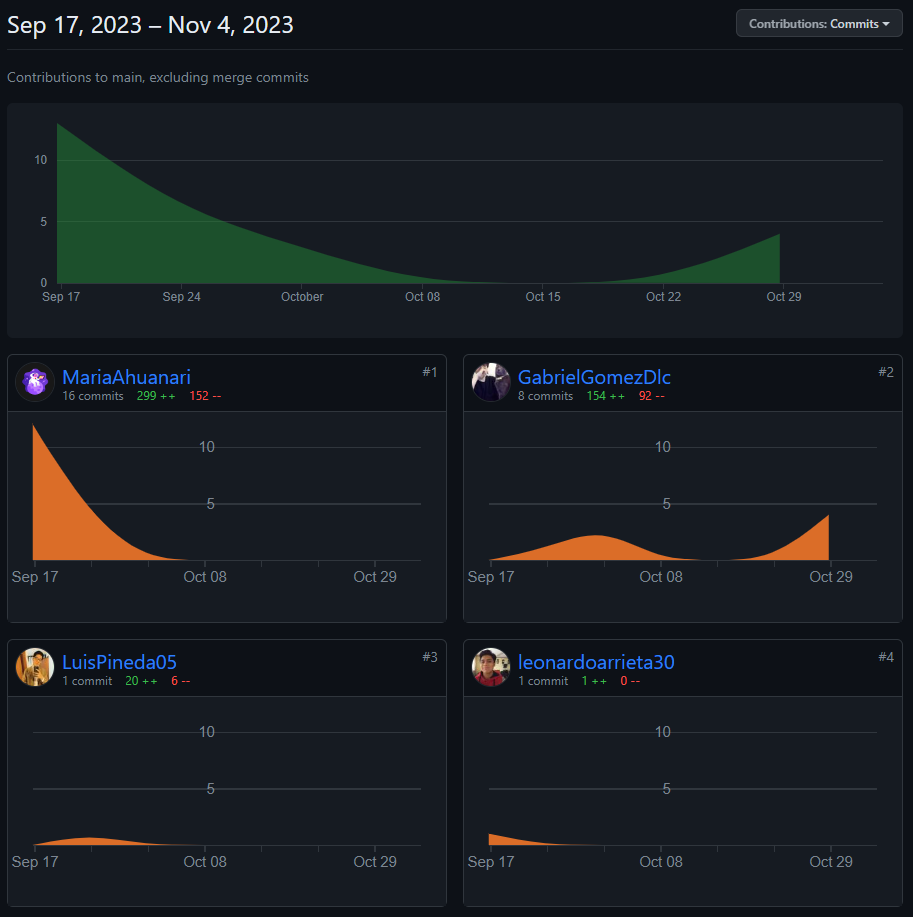 Sep 17, 2023 – Nov 4, 2023
Contributions: Commits
Contributions to main, excluding merge commits
10
5
0
Sep 17 Sep 24 October Oct 08 Oct 15 Oct 22 Oct 29
MariaAhuanari #1
16 commits 299 ++ 152 --
10
5
Sep 17 Oct 08 Oct 29
GabrielGomezDlc #2
8 commits 154 ++ 92 --
10
5
Sep 17 Oct 08 Oct 29
LuisPineda05 #3
1 commit 20 ++ 6 --
10
5
Sep 17 Oct 08 Oct 29
leonardoarrieta30 #4
1 commit 1 ++ 0 --
10
5
Sep 17 Oct 08 Oct 29